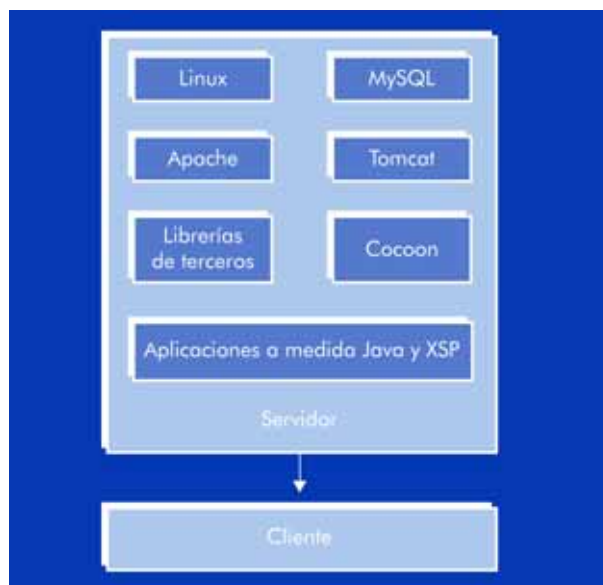 Linux
MySQL
Apache
Tomcat
Librerías
de terceros
Cocoon
Aplicaciones a medida Java y XSP
Servidor
Cliente